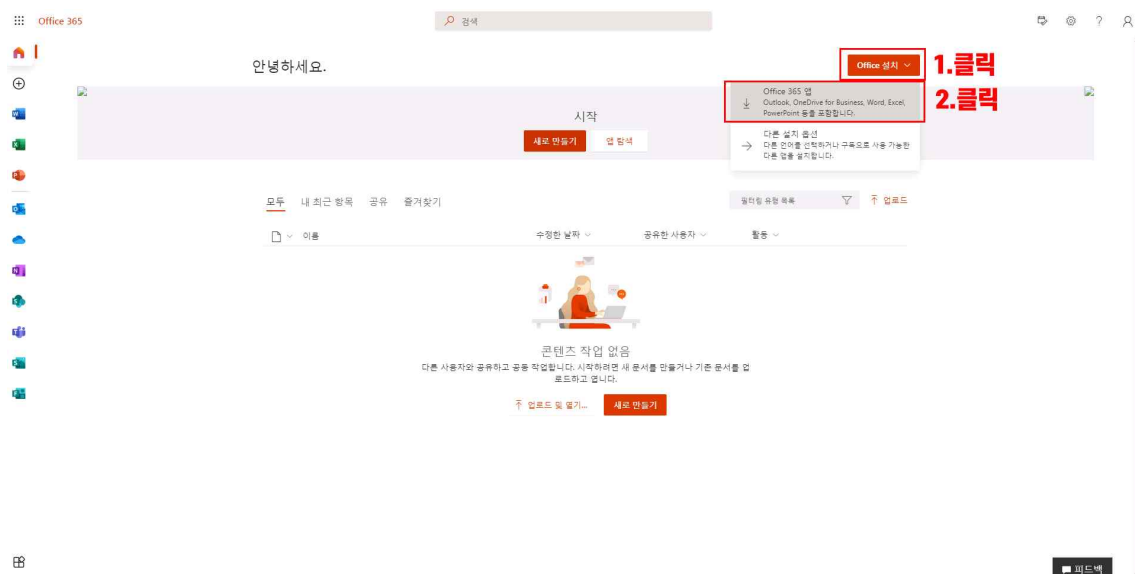 Office 365
검색
안녕하세요.
Office 설치
1.클릭
Office 365 앱
Outlook, OneDrive for Business, Word, Excel,
PowerPoint 등을 포함합니다.
2.클릭
시작
새로 만들기
앱 탐색
다른 설치 옵션
다른 언어를 선택하거나 구독으로 사용 가능한
다른 앱을 설치합니다.
모두 내 최근 항목 공유 즐겨찾기
필터링 유형 목록
업로드
이름 수정한 날짜 공유한 사용자 활동
콘텐츠 작업 없음
다른 사용자와 공유하고 공동 작업합니다. 시작하려면 새 문서를 만들거나 기존 문서를 업
로드하고 엽니다.
업로드 및 열기...
새로 만들기
피드백